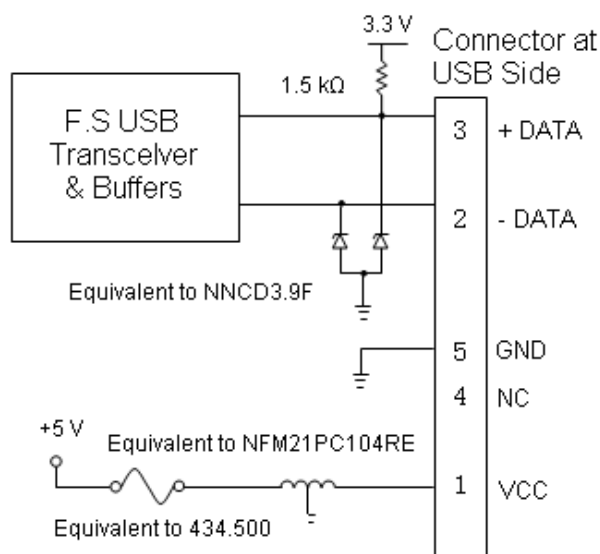 3.3 V
Connector at
USB Side
1.5 kΩ
F.S USB
Transcelver
& Buffers
3 + DATA
2 - DATA
Equivalent to NNCD3.9F
5 GND
4 NC
+5 V
Equivalent to NFM21PC104RE
1 VCC
Equivalent to 434.500